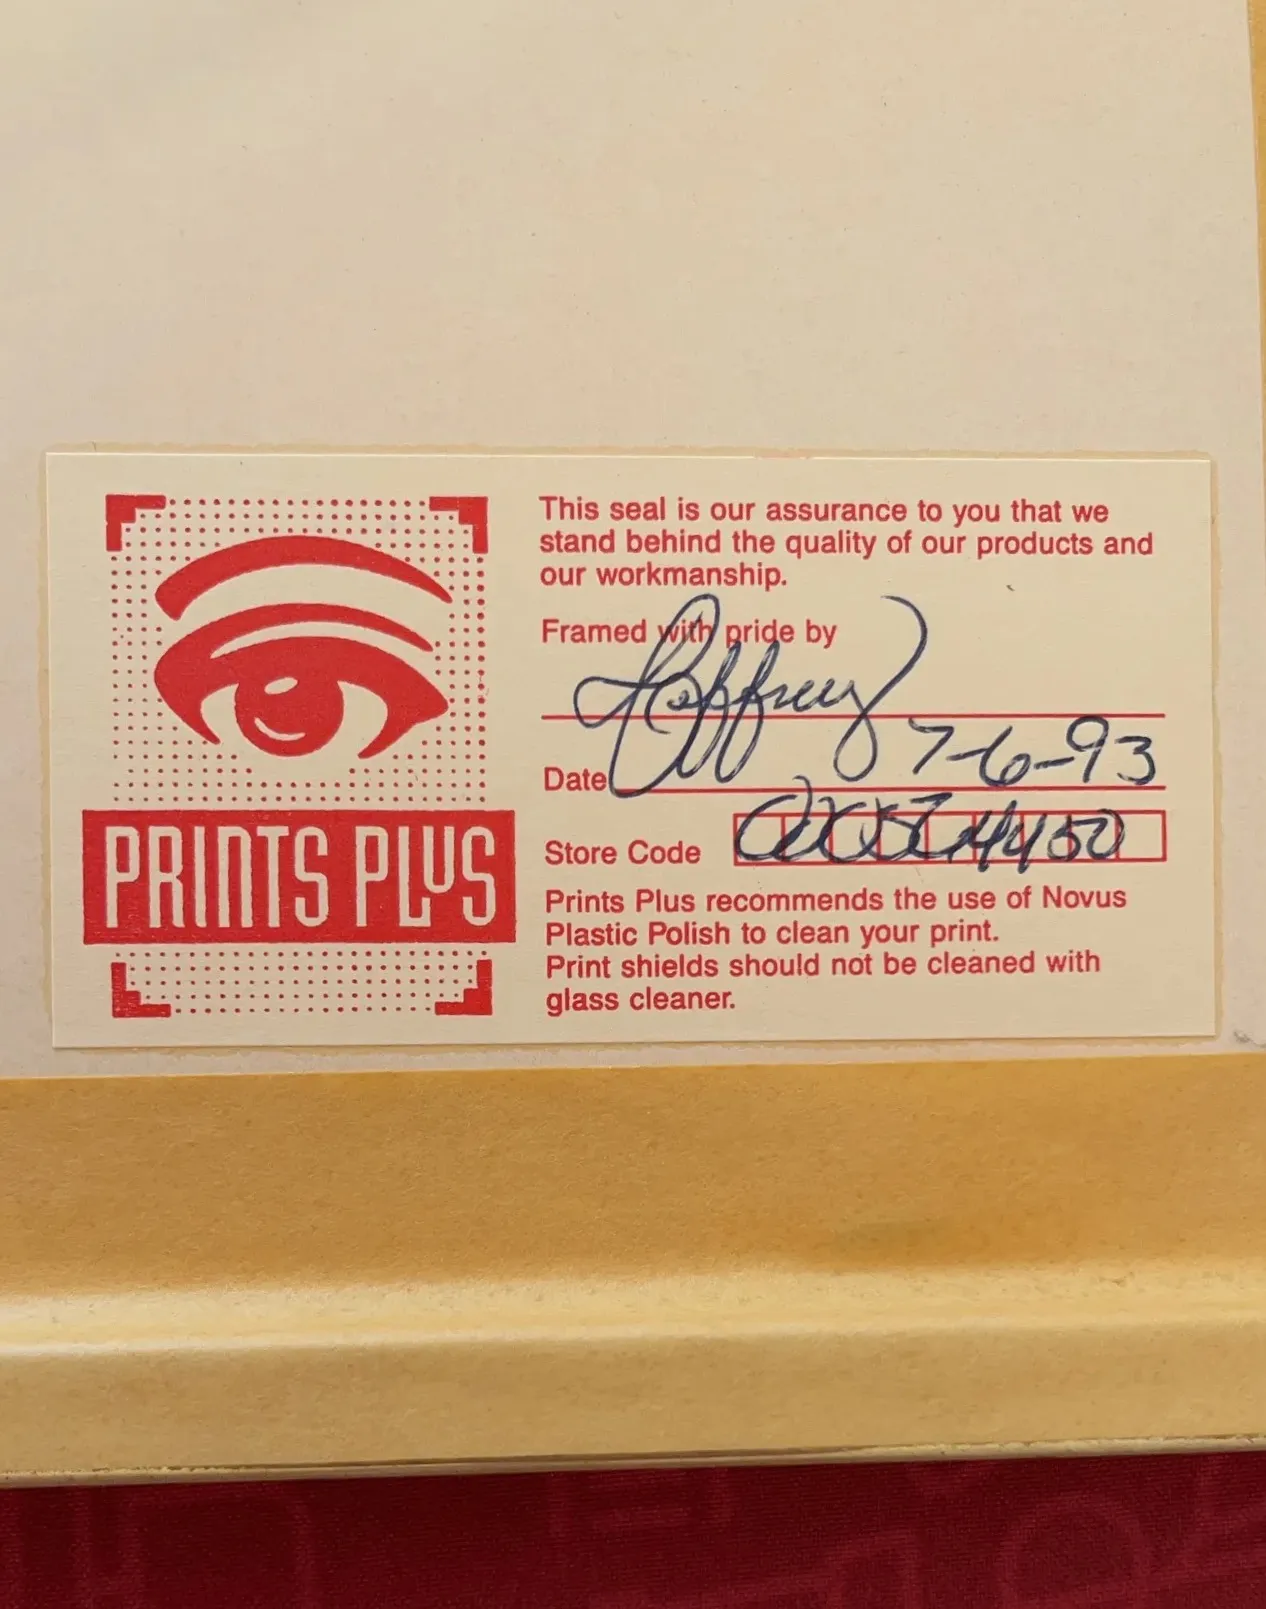 This seal is our assurance to you that we
stand behind the quality of our products and
our workmanship.
Framed with pride by
Jeffrey
Date 7-6-93
Store Code
PRINTS PLUS
Prints Plus recommends the use of Novus
Plastic Polish to clean your print.
Print shields should not be cleaned with
glass cleaner.